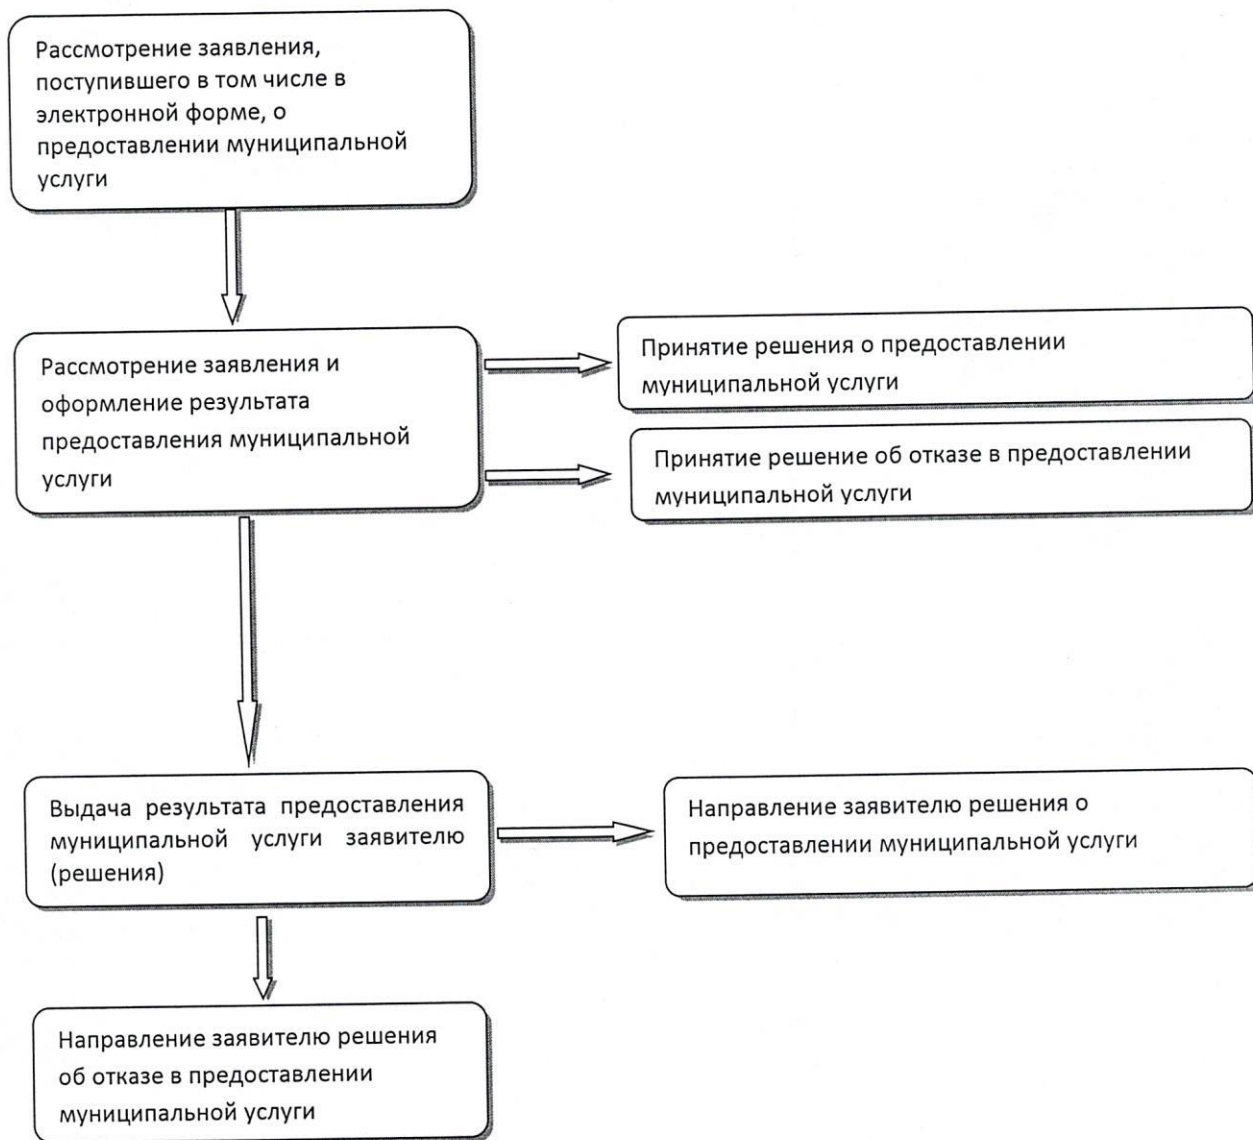 Рассмотрение заявления,
поступившего в том числе в
электронной форме, о
предоставлении муниципальной
услуги
Рассмотрение заявления и
оформление результата
предоставления муниципальной
услуги
Принятие решения о предоставлении
муниципальной услуги
Принятие решение об отказе в предоставлении
муниципальной услуги
Выдача результата предоставления
муниципальной услуги заявителю
(решения)
Направление заявителю решения о
предоставлении муниципальной услуги
Направление заявителю решения
об отказе в предоставлении
муниципальной услуги